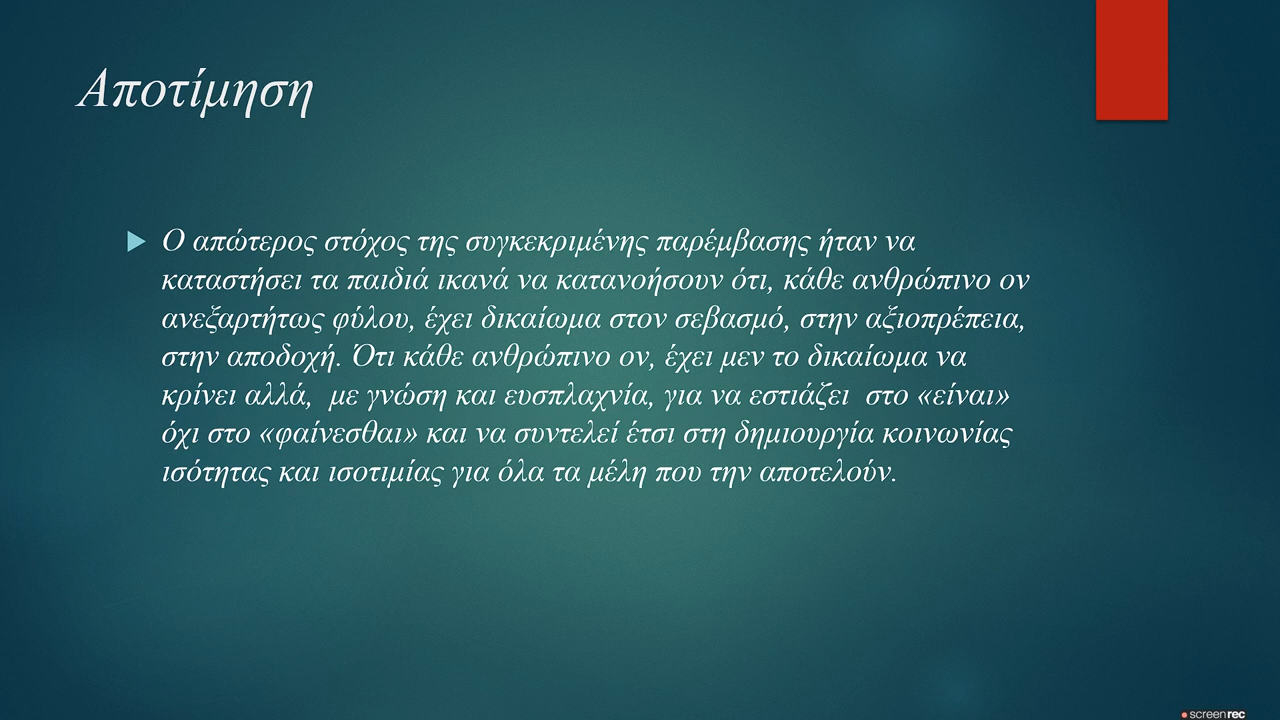 Αποτίμηση
Ο απώτερος στόχος της συγκεκριμένης παρέμβασης ήταν να
καταστήσει τα παιδιά ικανά να κατανοήσουν ότι, κάθε ανθρώπινο ον
ανεξαρτήτως φύλου, έχει δικαίωμα στον σεβασμό, στην αξιοπρέπεια,
στην αποδοχή. Ότι κάθε ανθρώπινο ον, έχει μεν το δικαίωμα να
κρίνει αλλά,  με γνώση και ευσπλαχνία, για να εστιάζει  στο «είναι»
όχι στο «φαίνεσθαι» και να συντελεί έτσι στη δημιουργία κοινωνίας
ισότητας και ισοτιμίας για όλα τα μέλη που την αποτελούν.
screenrec